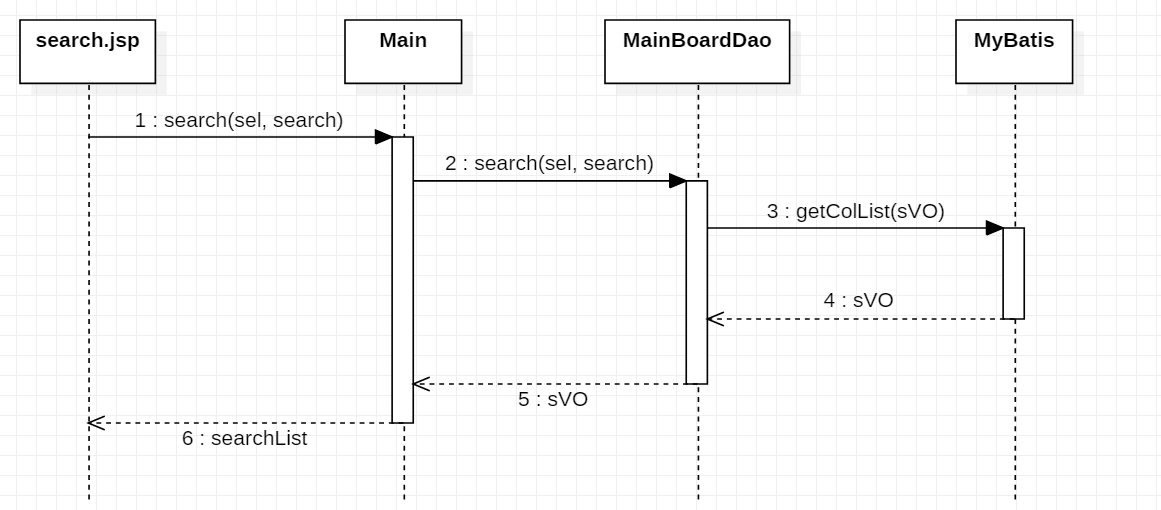 search.jsp
Main
MainBoardDao
MyBatis
1 : search(sel, search)
2 : search(sel, search)
3 : getColList(sVO)
4 : sVO
5 : sVO
6 : searchList